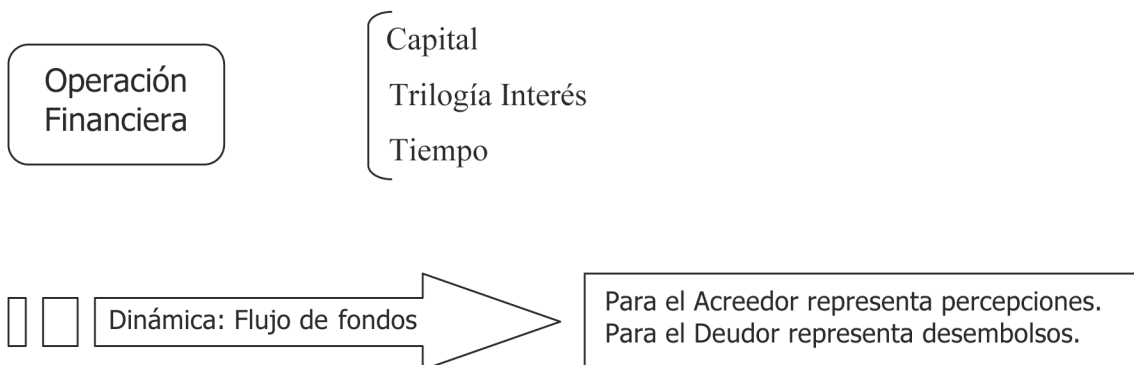 Operación
Financiera
Capital
Trilogía Interés
Tiempo
Dinámica: Flujo de fondos
Para el Acreedor representa percepciones.
Para el Deudor representa desembolsos.